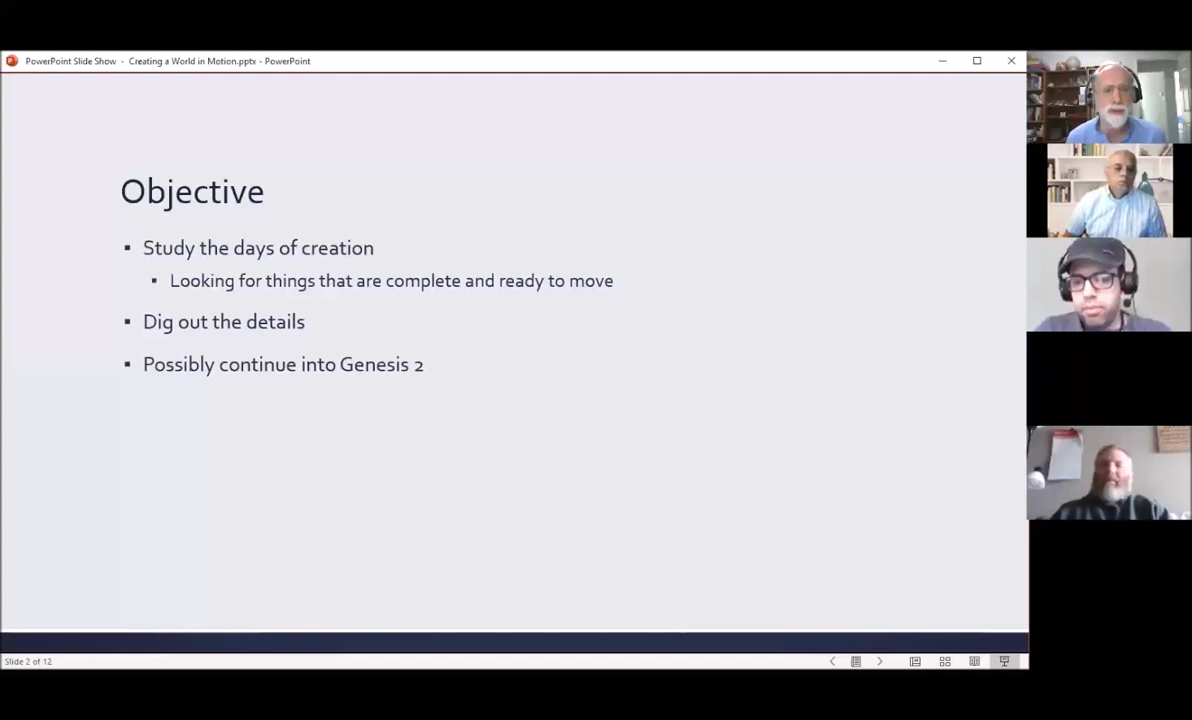 PowerPoint Slide Show - Creating a World in Motion.pptx - PowerPoint
Objective
▪ Study the days of creation
▪ Looking for things that are complete and ready to move
▪ Dig out the details
▪ Possibly continue into Genesis 2
Slide 2 of 12